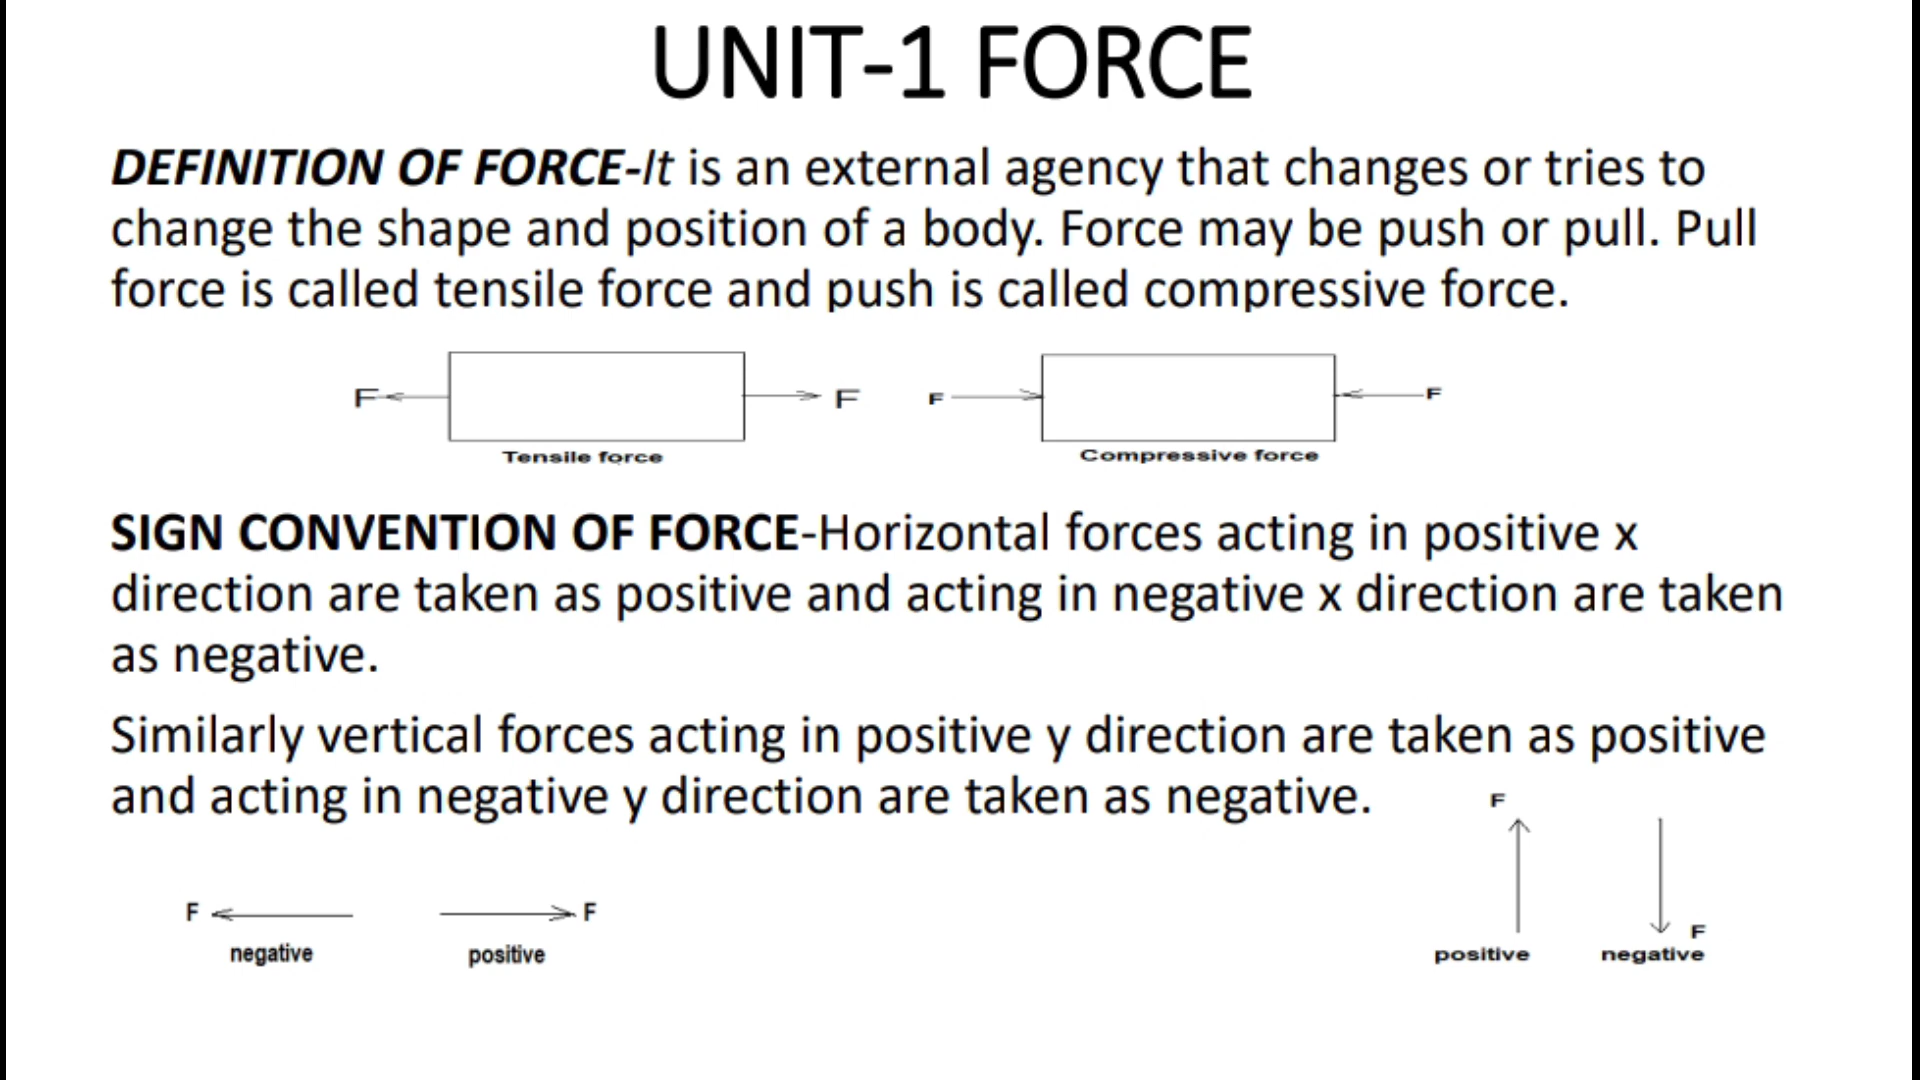 UNIT-1 FORCE
DEFINITION OF FORCE-It is an external agency that changes or tries to
change the shape and position of a body. Force may be push or pull. Pull
force is called tensile force and push is called compressive force.
F F F F
Tensile force Compressive force
SIGN CONVENTION OF FORCE-Horizontal forces acting in positive x
direction are taken as positive and acting in negative x direction are taken
as negative.
Similarly vertical forces acting in positive y direction are taken as positive
and acting in negative y direction are taken as negative.
F
F F F
negative positive positive negative